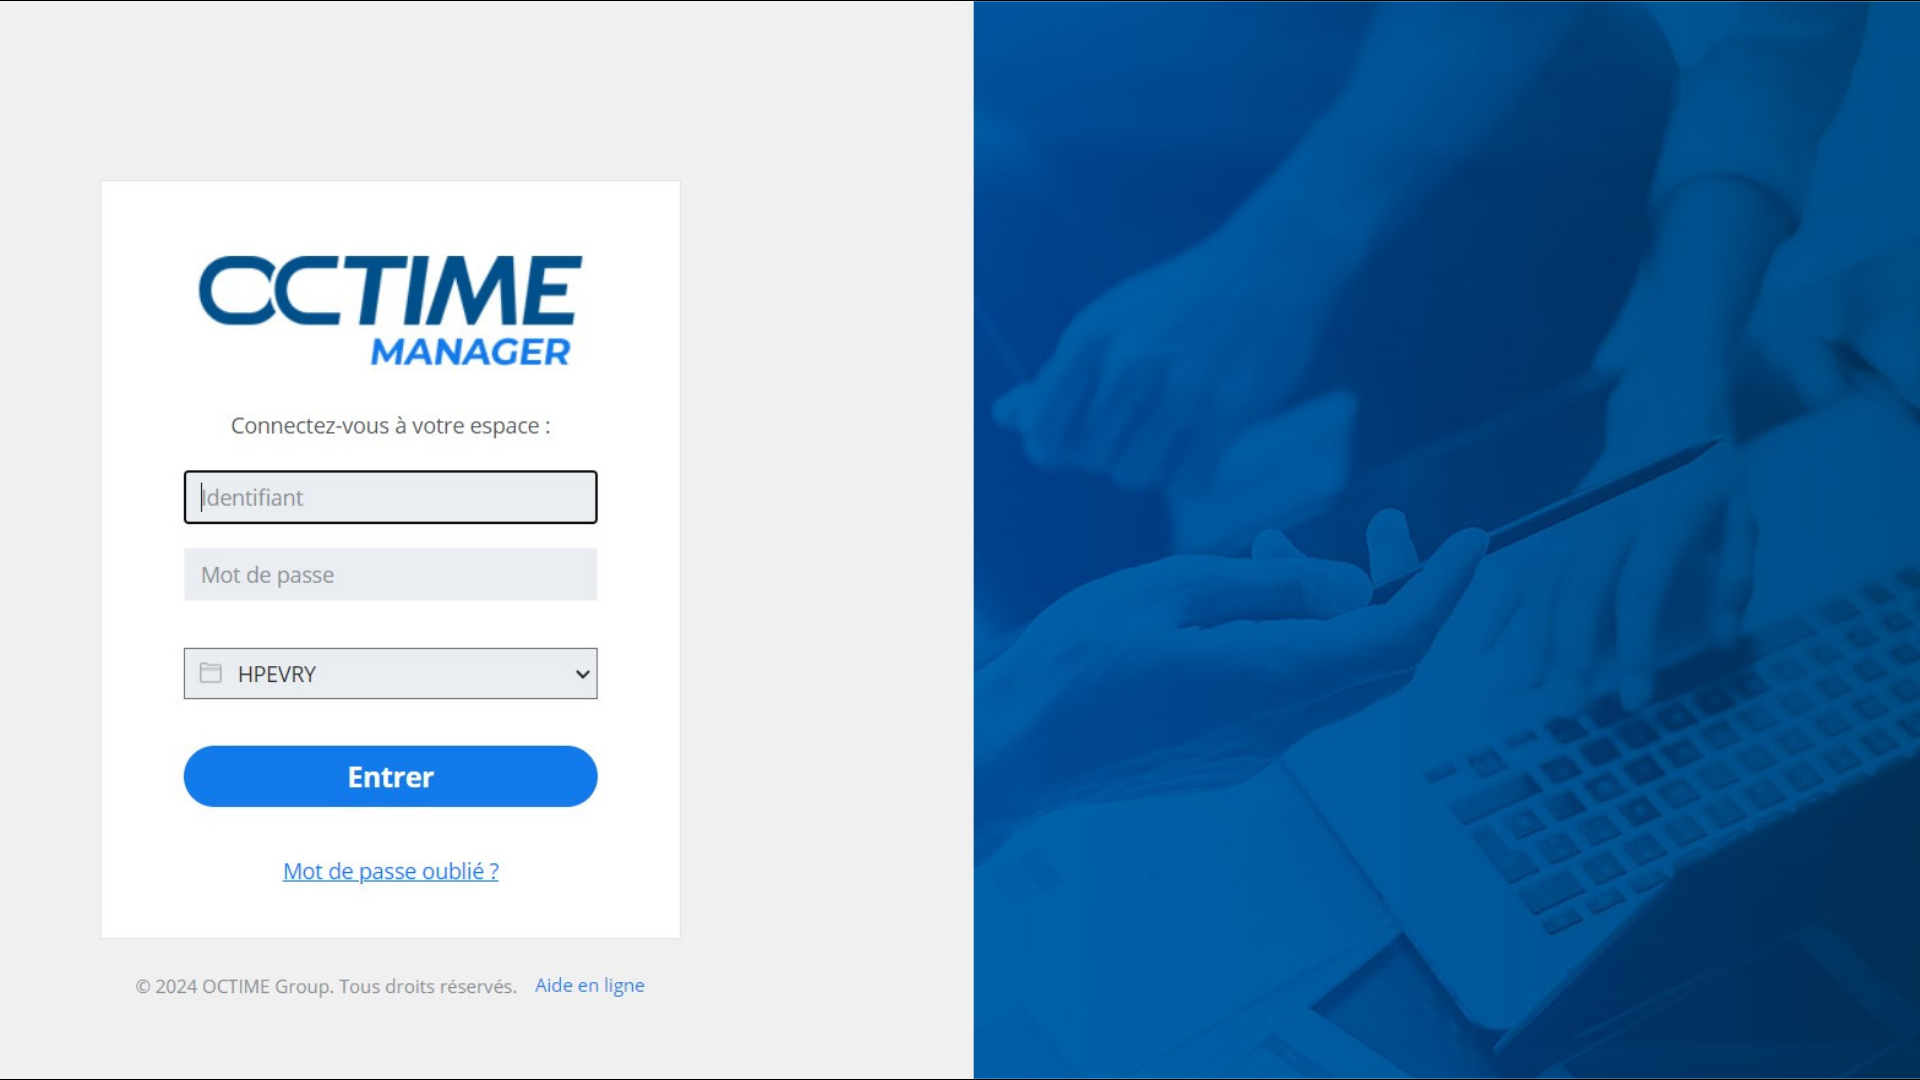 OCTIME
MANAGER
Connectez-vous à votre espace :
Identifiant
Mot de passe
HPEVRY
Entrer
Mot de passe oublié ?
© 2024 OCTIME Group. Tous droits réservés. Aide en ligne